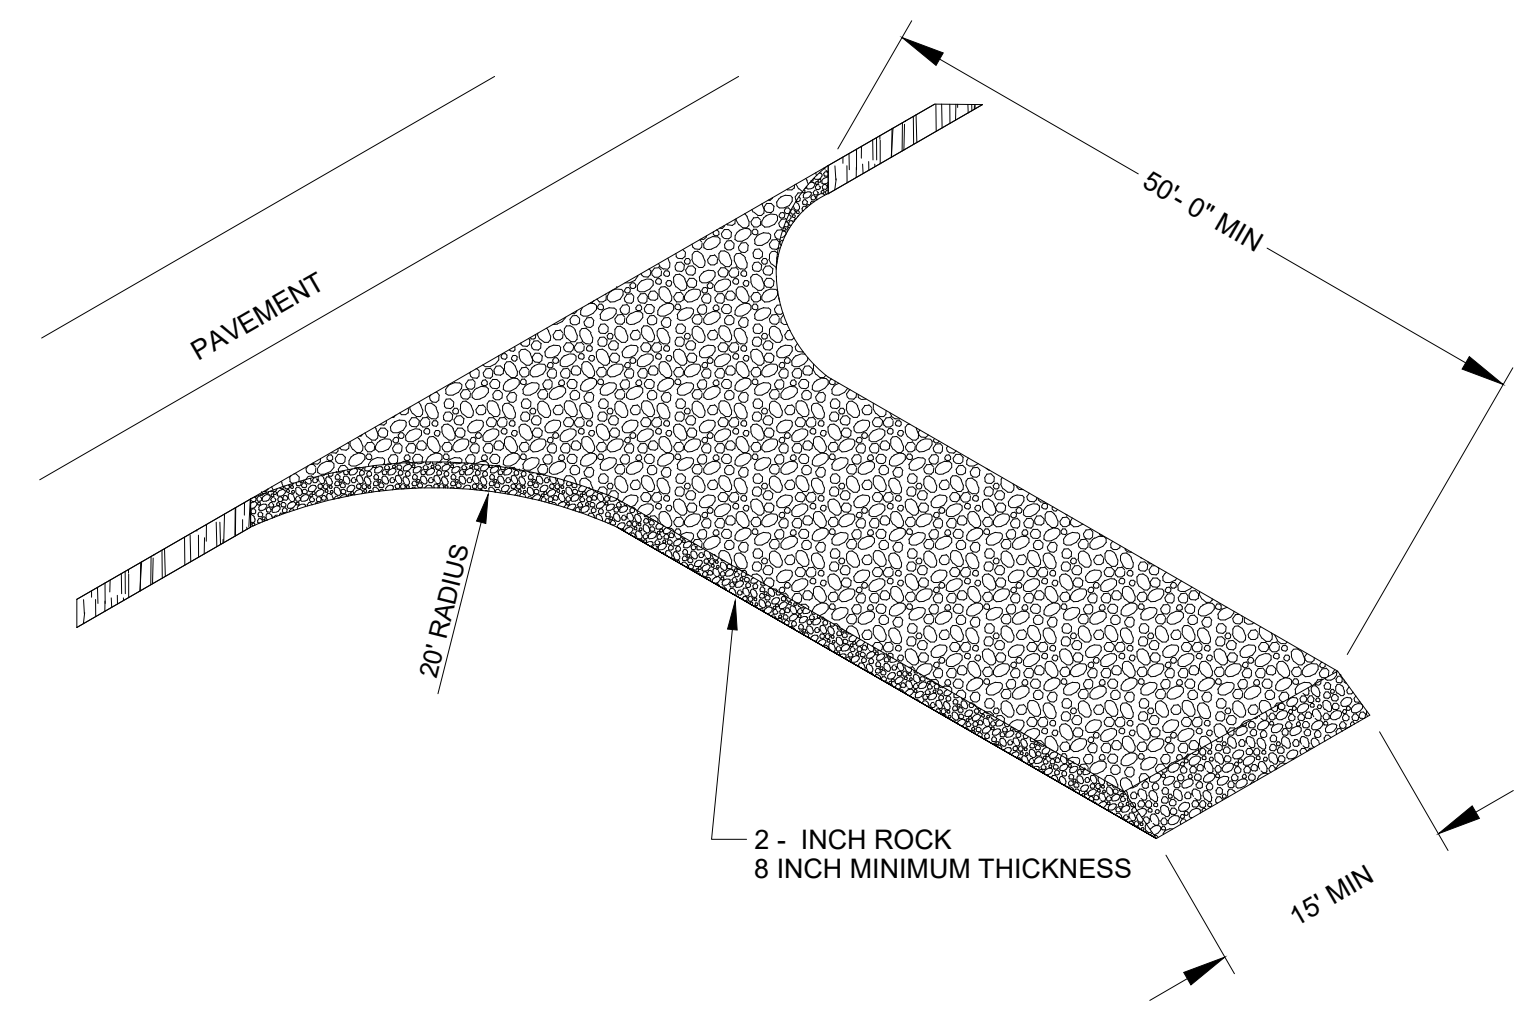 50'- 0" MIN
PAVEMENT
20' RADIUS
2 -  INCH ROCK
8 INCH MINIMUM THICKNESS
15' MIN